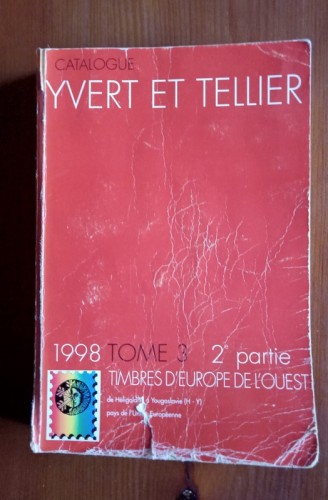 CATALOGUE
YVERT ET TELLIER
1998 TOME 3 2e partie
TIMBRES D'EUROPE DE L'OUEST
de Heligoland à Yougoslavie (H - Y)
pays de l'Union Européenne